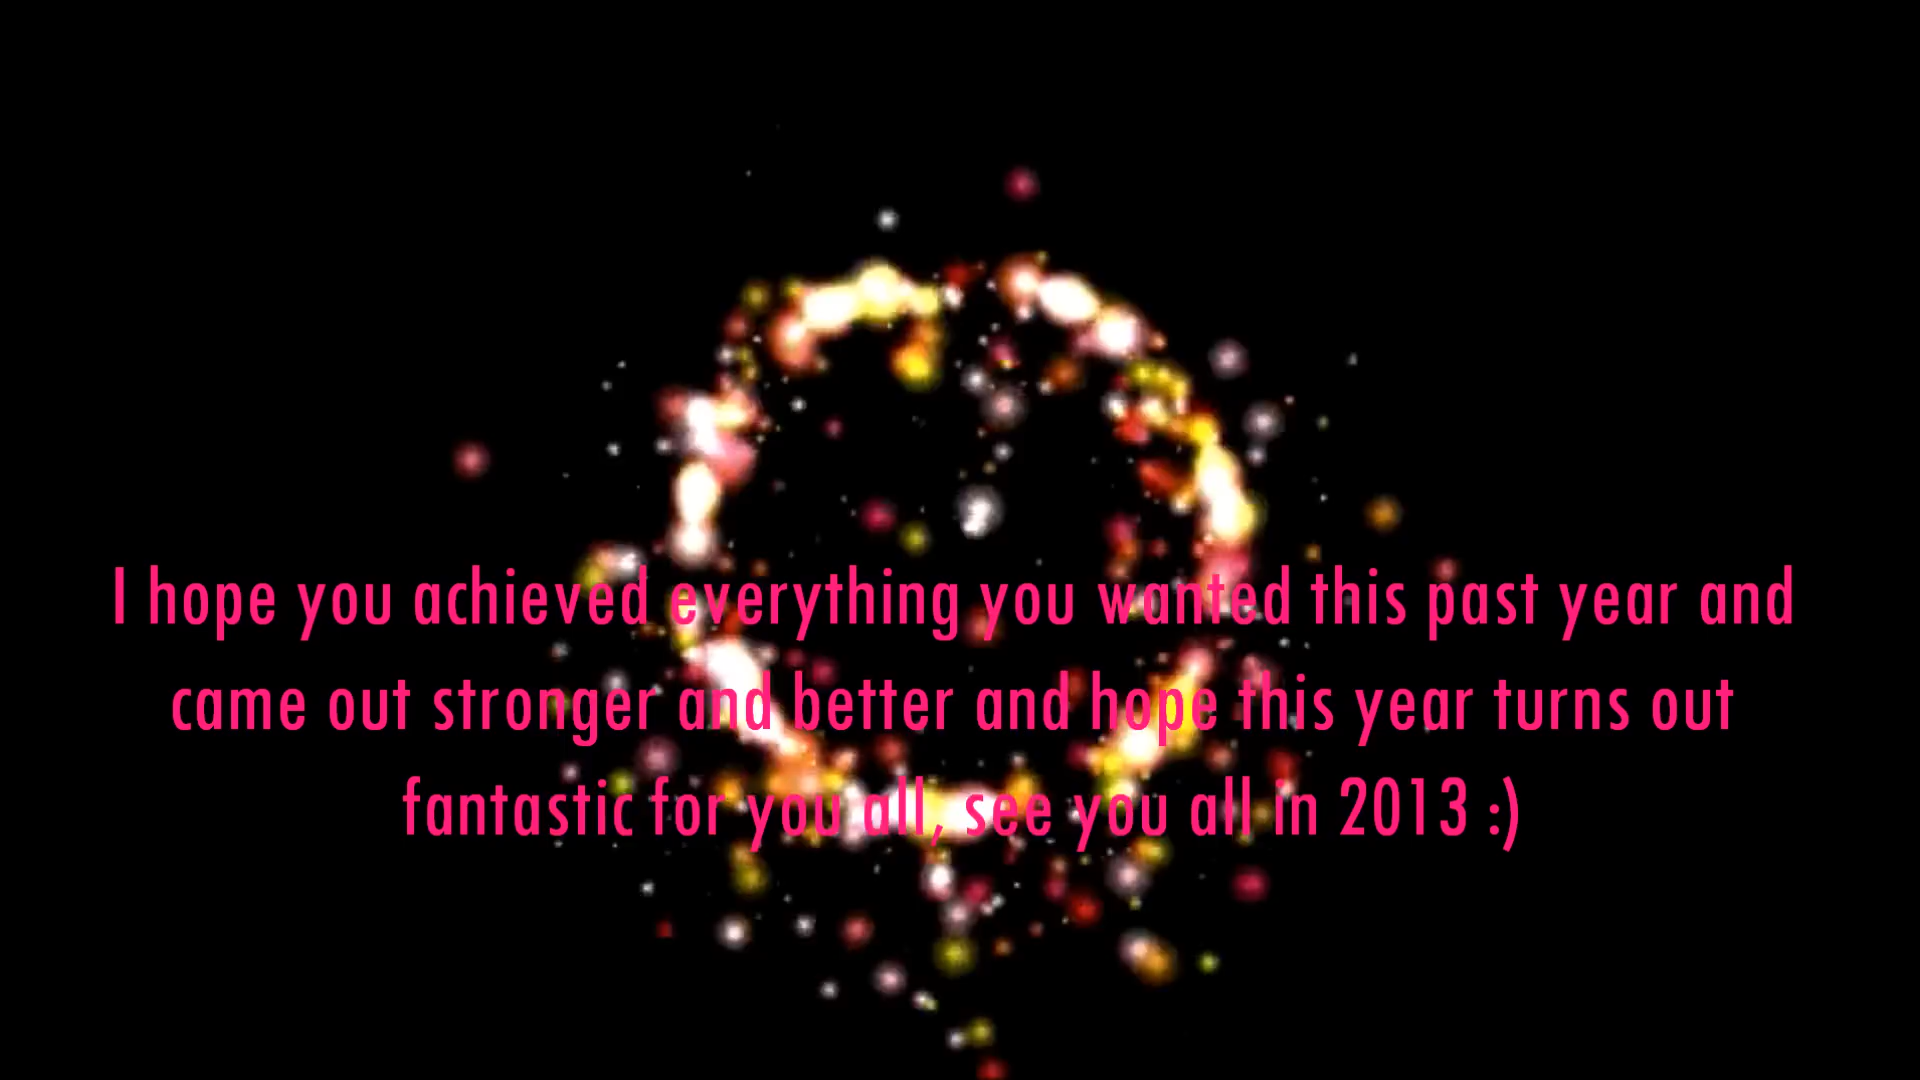 I hope you achieved everything you wanted this past year and
came out stronger and better and hope this year turns out
fantastic for you all, see you all in 2013 :)